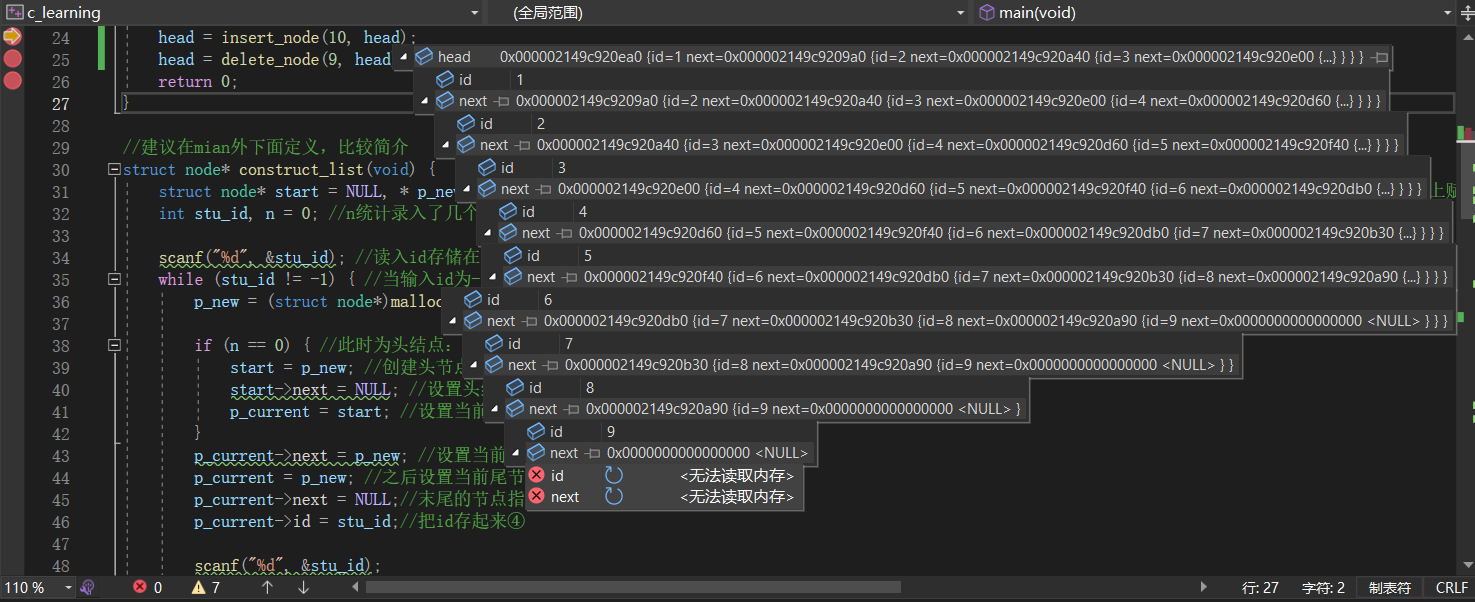 c_learning (全局范围) main(void)
24 head = insert_node(10, head);
25 head = delete_node(9, head
26 return 0;
27 }
28
29 //建议在mian外下面定义，比较简介
30 struct node* construct_list(void) {
31 struct node* start = NULL, * p_new
32 int stu_id, n = 0; //n统计录入了几个
33
34 scanf("%d", &stu_id); //读入id存储在
35 while (stu_id != -1) { //当输入id为-
36 p_new = (struct node*)malloc
37
38 if (n == 0) { //此时为头结点:
39 start = p_new; //创建头节点
40 start->next = NULL; //设置头
41 p_current = start; //设置当前
42 }
43 p_current->next = p_new; //设置当前
44 p_current = p_new; //之后设置当前尾节
45 p_current->next = NULL;//末尾的节点指
46 p_current->id = stu_id;//把id存起来④
47
48 scanf("%d", &stu_id);
head 0x000002149c920ea0 {id=1 next=0x000002149c9209a0 {id=2 next=0x000002149c920a40 {id=3 next=0x000002149c920e00 {...} } } }
id 1
next 0x000002149c9209a0 {id=2 next=0x000002149c920a40 {id=3 next=0x000002149c920e00 {id=4 next=0x000002149c920d60 {...} } } }
id 2
next 0x000002149c920a40 {id=3 next=0x000002149c920e00 {id=4 next=0x000002149c920d60 {id=5 next=0x000002149c920f40 {...} } } }
id 3
next 0x000002149c920e00 {id=4 next=0x000002149c920d60 {id=5 next=0x000002149c920f40 {id=6 next=0x000002149c920db0 {...} } } }
id 4
next 0x000002149c920d60 {id=5 next=0x000002149c920f40 {id=6 next=0x000002149c920db0 {id=7 next=0x000002149c920b30 {...} } } }
id 5
next 0x000002149c920f40 {id=6 next=0x000002149c920db0 {id=7 next=0x000002149c920b30 {id=8 next=0x000002149c920a90 {...} } } }
id 6
next 0x000002149c920db0 {id=7 next=0x000002149c920b30 {id=8 next=0x000002149c920a90 {id=9 next=0x0000000000000000 <NULL> } } }
id 7
next 0x000002149c920b30 {id=8 next=0x000002149c920a90 {id=9 next=0x0000000000000000 <NULL> } }
id 8
next 0x000002149c920a90 {id=9 next=0x0000000000000000 <NULL> }
id 9
next 0x0000000000000000 <NULL>
id <无法读取内存>
next <无法读取内存>
110 % 0 7 行: 27 字符: 2 制表符 CRLF